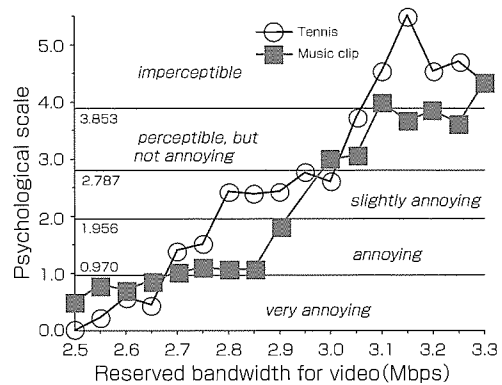 Tennis
Music clip
5.0
imperceptible
4.0
3.853
perceptible, but
not annoying
3.0
2.787
slightly annoying
2.0
1.956
annoying
1.0
0.970
very annoying
0.0
2.5 2.6 2.7 2.8 2.9 3.0 3.1 3.2 3.3
Psychological scale
Reserved bandwidth for video(Mbps)